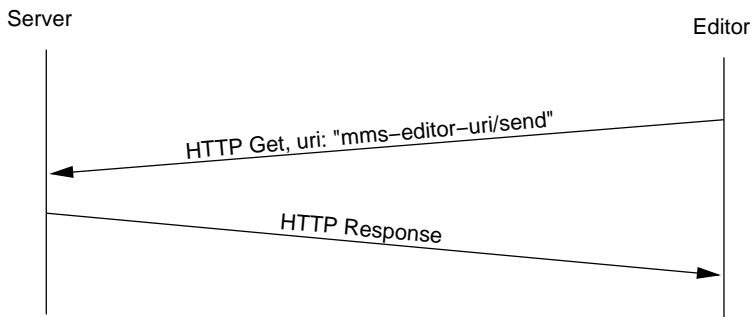 Server
Editor
HTTP Get, uri: "mms−editor−uri/send"
HTTP Response